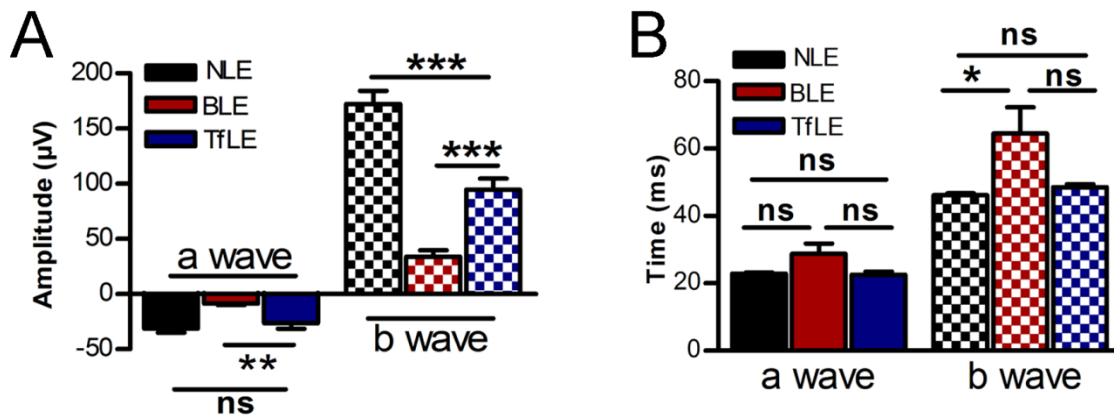 A
Amplitude (µV)
200
150
100
50
0
-50
NLE
BLE
TfLE
***
***
a wave
b wave
**
ns
B
Time (ms)
80
60
40
20
0
NLE
BLE
TfLE
ns
*
ns
ns
ns
ns
a wave
b wave